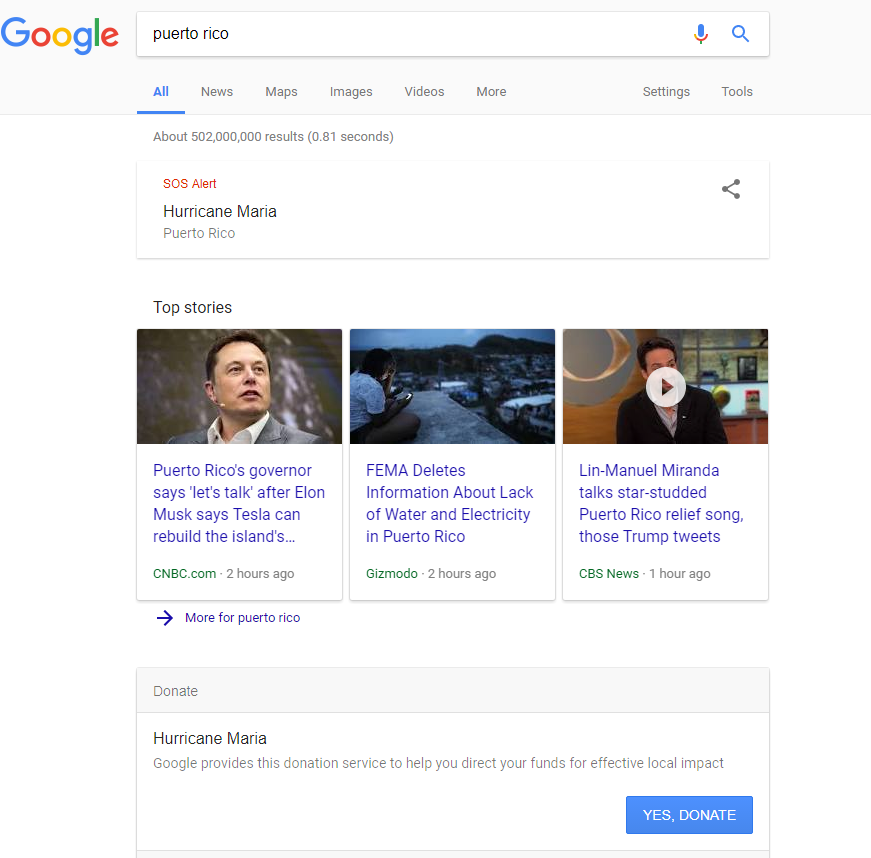 Google
puerto rico
All News Maps Images Videos More Settings Tools
About 502,000,000 results (0.81 seconds)
SOS Alert
Hurricane Maria
Puerto Rico
Top stories
Puerto Rico's governor
says 'let's talk' after Elon
Musk says Tesla can
rebuild the island's...
CNBC.com · 2 hours ago
FEMA Deletes
Information About Lack
of Water and Electricity
in Puerto Rico
Gizmodo · 2 hours ago
Lin-Manuel Miranda
talks star-studded
Puerto Rico relief song,
those Trump tweets
CBS News · 1 hour ago
More for puerto rico
Donate
Hurricane Maria
Google provides this donation service to help you direct your funds for effective local impact
YES, DONATE